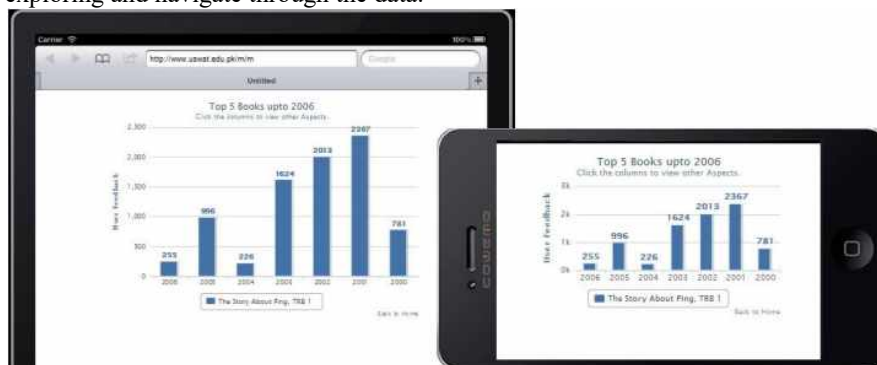 exploring and navigate through the data.
Carrier
100%
http://www.uswat.edu.pk/m/m
Google
Untitled
+
Top 5 Books upto 2006
Click the columns to view other Aspects.
User Feedback
2,500
2,000
1,500
1,000
500
0
255
996
226
1624
2013
2367
781
2006 2005 2004 2003 2002 2001 2000
The Story About Ping, TRB 1
Back to Home
COWEMO
Top 5 Books upto 2006
Click the columns to view other Aspects.
User Feedback
3k
2k
1k
0k
255
996
226
1624
2013
2367
781
2006 2005 2004 2003 2002 2001 2000
The Story About Ping, TRB 1
Back to Home